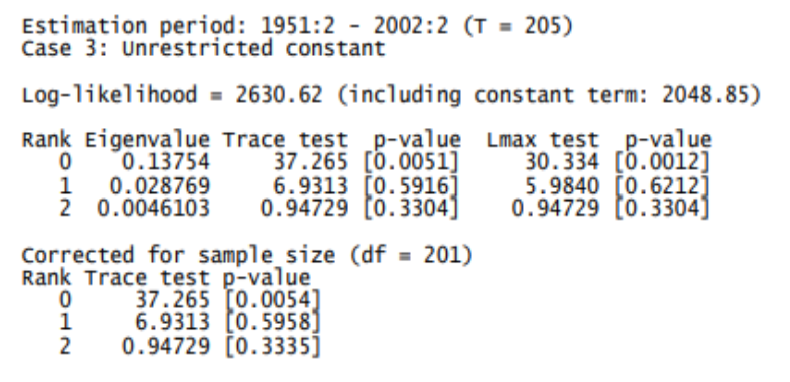 Estimation period: 1951:2 - 2002:2 (T = 205)
Case 3: Unrestricted constant
Log-likelihood = 2630.62 (including constant term: 2048.85)
Rank Eigenvalue Trace test p-value Lmax test p-value
0 0.13754 37.265 [0.0051] 30.334 [0.0012]
1 0.028769 6.9313 [0.5916] 5.9840 [0.6212]
2 0.0046103 0.94729 [0.3304] 0.94729 [0.3304]
Corrected for sample size (df = 201)
Rank Trace test p-value
0 37.265 [0.0054]
1 6.9313 [0.5958]
2 0.94729 [0.3335]